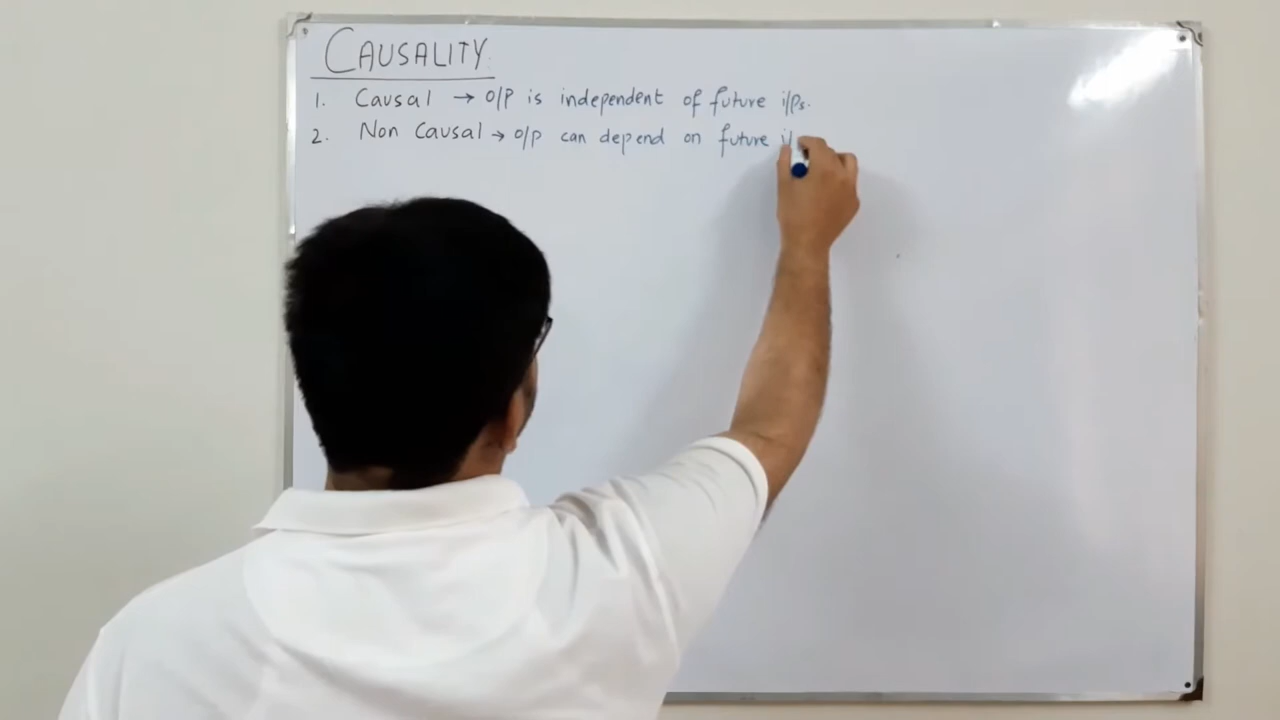 CAUSALITY
1. Causal → O/P is independent of future i/ps.
2. Non Causal → o/p can depend on future i/